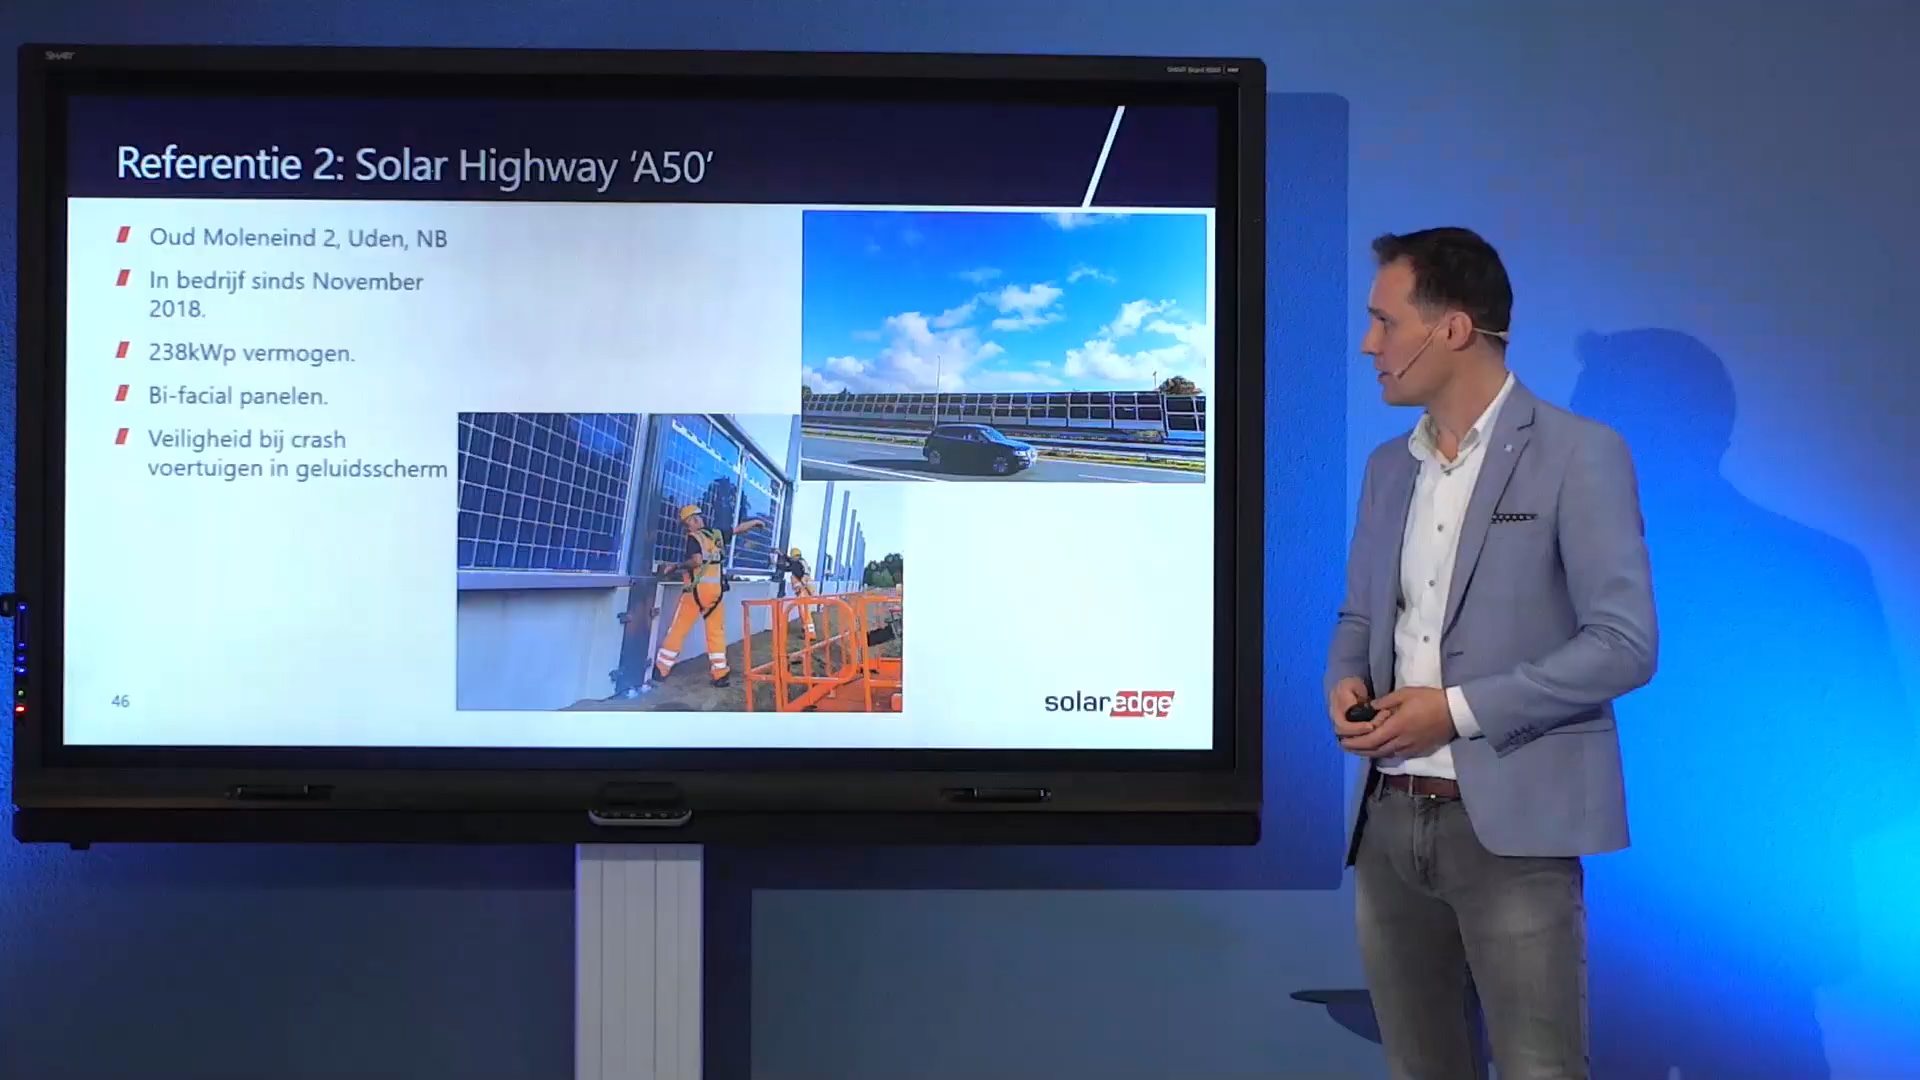 SMART
Referentie 2: Solar Highway ‘A50’
Oud Moleneind 2, Uden, NB
In bedrijf sinds November
2018.
238kWp vermogen.
Bi-facial panelen.
Veiligheid bij crash
voertuigen in geluidsscherm
46
solaredge